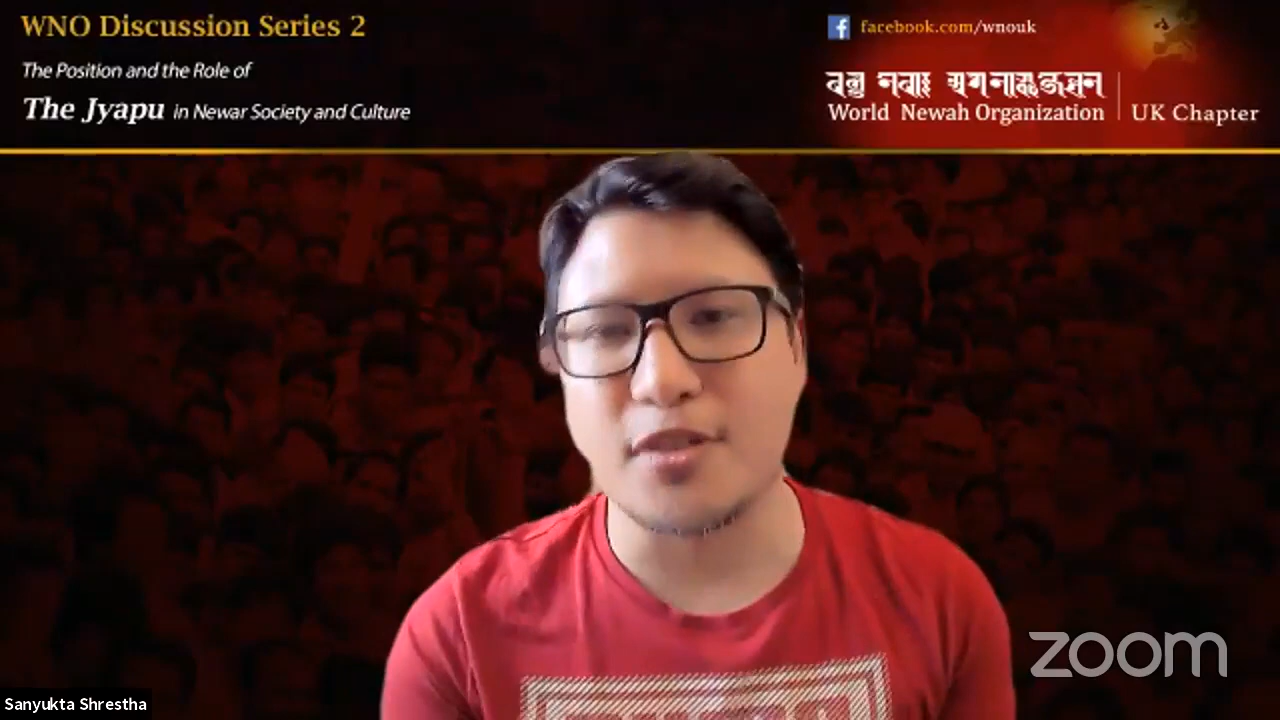 WNO Discussion Series 2
The Position and the Role of
The Jyapu in Newar Society and Culture
facebook.com/wnouk
World Newah Organization
UK Chapter
zoom
Sanyukta Shrestha